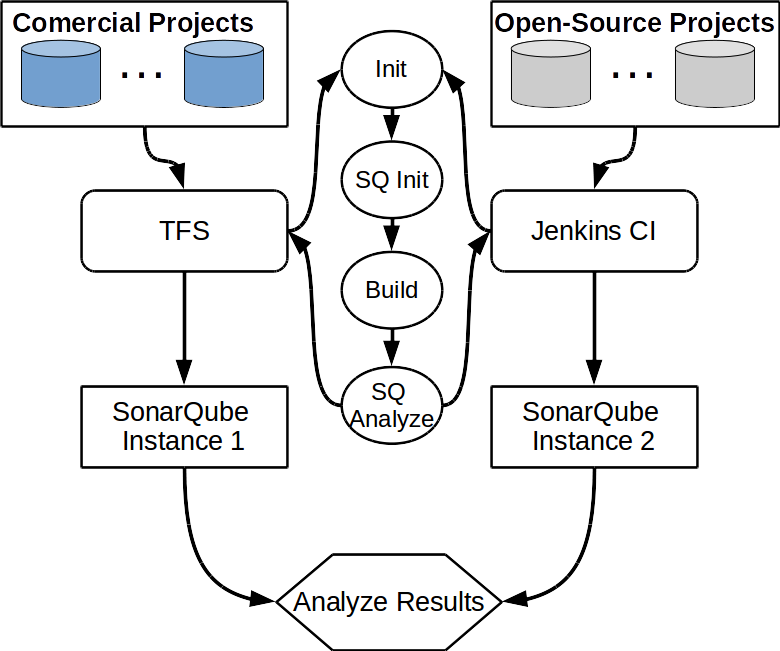 Comercial Projects
...
Open-Source Projects
...
Init
SQ Init
TFS
Jenkins CI
Build
SQ
Analyze
SonarQube
Instance 1
SonarQube
Instance 2
Analyze Results